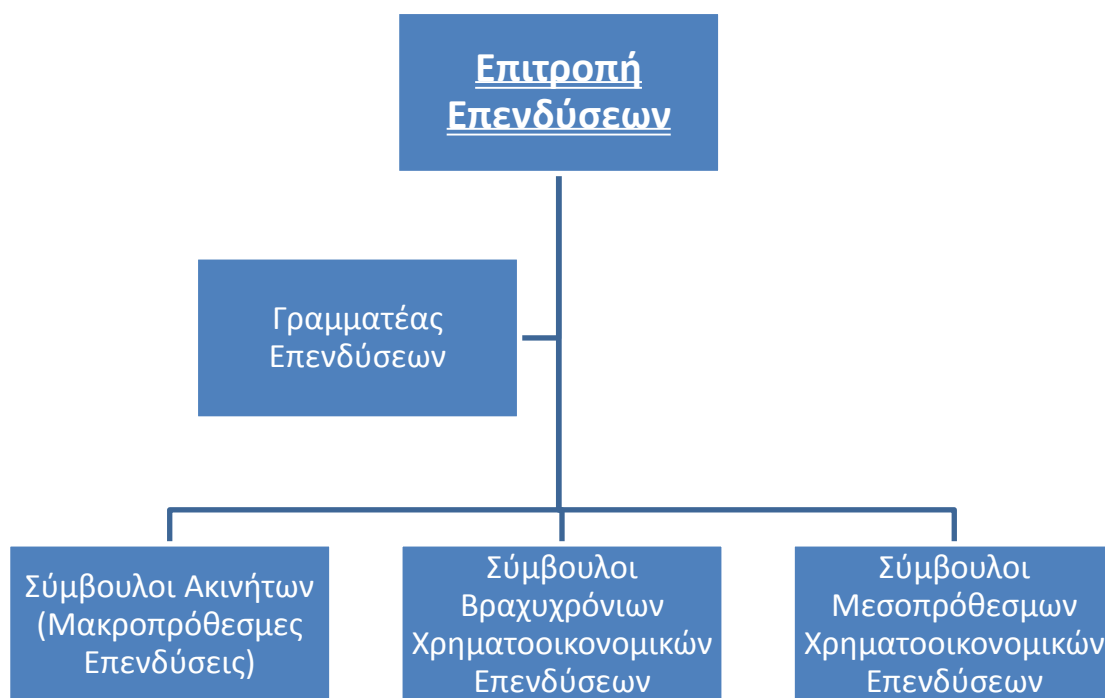 Επιτροπή
Επενδύσεων
Γραμματέας
Επενδύσεων
Σύμβουλοι Ακινήτων
(Μακροπρόθεσμες
Επενδύσεις)
Σύμβουλοι
Βραχυχρόνιων
Χρηματοοικονομικών
Επενδύσεων
Σύμβουλοι
Μεσοπρόθεσμων
Χρηματοοικονομικών
Επενδύσεων